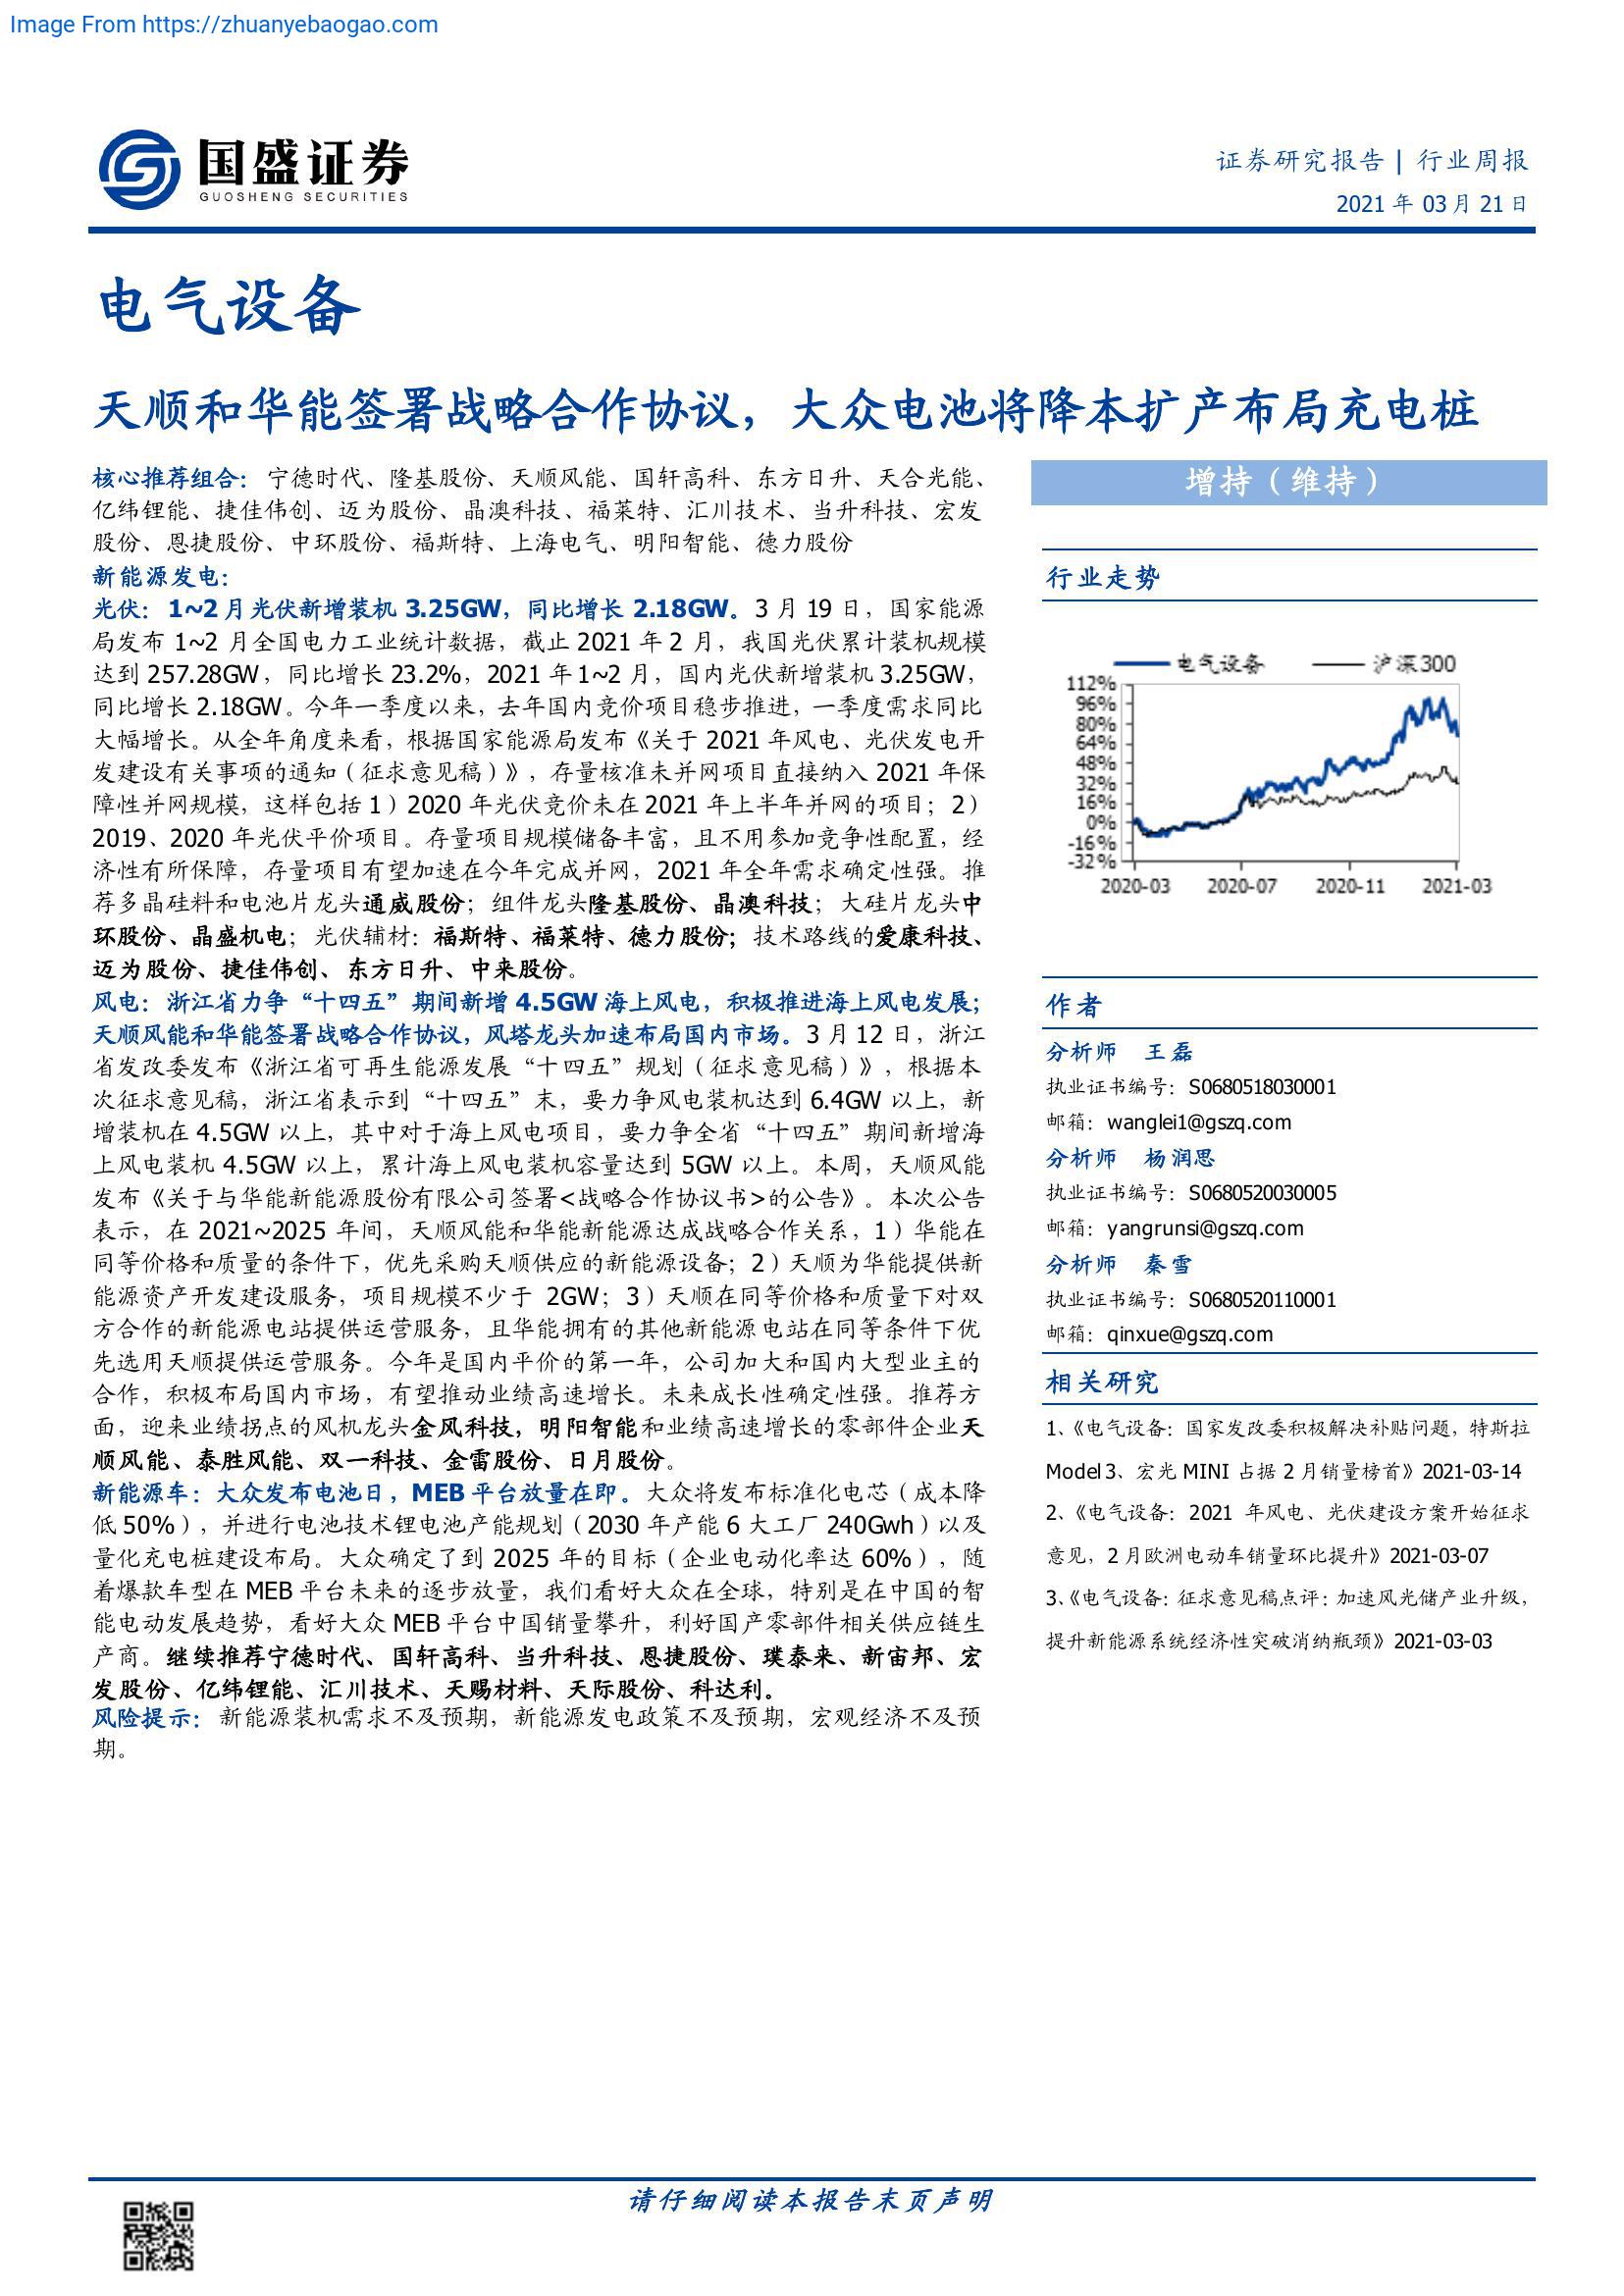 Image From https://zhuanyebaogao.com
国盛证券
GUOSHENG SECURITIES
证券研究报告 | 行业周报
2021 年 03 月 21 日
电气设备
天顺和华能签署战略合作协议，大众电池将降本扩产布局充电桩
核心推荐组合：宁德时代、隆基股份、天顺风能、国轩高科、东方日升、天合光能、
亿纬锂能、捷佳伟创、迈为股份、晶澳科技、福莱特、汇川技术、当升科技、宏发
股份、恩捷股份、中环股份、福斯特、上海电气、明阳智能、德力股份
新能源发电：
光伏：1~2 月光伏新增装机 3.25GW，同比增长 2.18GW。3 月 19 日，国家能源
局发布 1~2 月全国电力工业统计数据，截止 2021 年 2 月，我国光伏累计装机规模
达到 257.28GW，同比增长 23.2%，2021 年 1~2 月，国内光伏新增装机 3.25GW，
同比增长 2.18GW。今年一季度以来，去年国内竞价项目稳步推进，一季度需求同比
大幅增长。从全年角度来看，根据国家能源局发布《关于 2021 年风电、光伏发电开
发建设有关事项的通知（征求意见稿）》，存量核准未并网项目直接纳入 2021 年保
障性并网规模，这样包括 1）2020 年光伏竞价未在 2021 年上半年并网的项目；2）
2019、2020 年光伏平价项目。存量项目规模储备丰富，且不用参加竞争性配置，经
济性有所保障，存量项目有望加速在今年完成并网，2021 年全年需求确定性强。推
荐多晶硅料和电池片龙头通威股份；组件龙头隆基股份、晶澳科技；大硅片龙头中
环股份、晶盛机电；光伏辅材：福斯特、福莱特、德力股份；技术路线的爱康科技、
迈为股份、捷佳伟创、东方日升、中来股份。
风电：浙江省力争“十四五”期间新增 4.5GW 海上风电，积极推进海上风电发展；
天顺风能和华能签署战略合作协议，风塔龙头加速布局国内市场。3 月 12 日，浙江
省发改委发布《浙江省可再生能源发展“十四五”规划（征求意见稿）》，根据本
次征求意见稿，浙江省表示到“十四五”末，要力争风电装机达到 6.4GW 以上，新
增装机在 4.5GW 以上，其中对于海上风电项目，要力争全省“十四五”期间新增海
上风电装机 4.5GW 以上，累计海上风电装机容量达到 5GW 以上。本周，天顺风能
发布《关于与华能新能源股份有限公司签署<战略合作协议书>的公告》。本次公告
表示，在 2021~2025 年间，天顺风能和华能新能源达成战略合作关系，1）华能在
同等价格和质量的条件下，优先采购天顺供应的新能源设备；2）天顺为华能提供新
能源资产开发建设服务，项目规模不少于 2GW；3）天顺在同等价格和质量下对双
方合作的新能源电站提供运营服务，且华能拥有的其他新能源电站在同等条件下优
先选用天顺提供运营服务。今年是国内平价的第一年，公司加大和国内大型业主的
合作，积极布局国内市场，有望推动业绩高速增长。未来成长性确定性强。推荐方
面，迎来业绩拐点的风机龙头金风科技，明阳智能和业绩高速增长的零部件企业天
顺风能、泰胜风能、双一科技、金雷股份、日月股份。
新能源车：大众发布电池日，MEB 平台放量在即。大众将发布标准化电芯（成本降
低 50%），并进行电池技术锂电池产能规划（2030 年产能 6 大工厂 240Gwh）以及
量化充电桩建设布局。大众确定了到 2025 年的目标（企业电动化率达 60%），随
着爆款车型在 MEB 平台未来的逐步放量，我们看好大众在全球，特别是在中国的智
能电动发展趋势，看好大众 MEB 平台中国销量攀升，利好国产零部件相关供应链生
产商。继续推荐宁德时代、国轩高科、当升科技、恩捷股份、璞泰来、新宙邦、宏
发股份、亿纬锂能、汇川技术、天赐材料、天际股份、科达利。
风险提示：新能源装机需求不及预期，新能源发电政策不及预期，宏观经济不及预
期。
增持（维持）
行业走势
电气设备 沪深300
112%
96%
80%
64%
48%
32%
16%
0%
-16%
-32%
2020-03 2020-07 2020-11 2021-03
作者
分析师 王磊
执业证书编号：S0680518030001
邮箱：wanglei1@gszq.com
分析师 杨润思
执业证书编号：S0680520030005
邮箱：yangrunsi@gszq.com
分析师 秦雪
执业证书编号：S0680520110001
邮箱：qinxue@gszq.com
相关研究
1、《电气设备：国家发改委积极解决补贴问题，特斯拉
Model 3、宏光 MINI 占据 2 月销量榜首》2021-03-14
2、《电气设备：2021 年风电、光伏建设方案开始征求
意见，2 月欧洲电动车销量环比提升》2021-03-07
3、《电气设备：征求意见稿点评：加速风光储产业升级，
提升新能源系统经济性突破消纳瓶颈》2021-03-03
请仔细阅读本报告末页声明